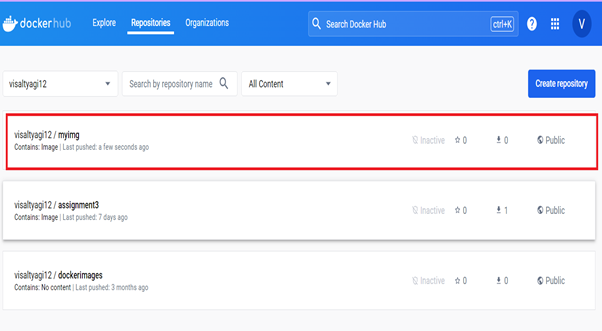 dockerhub Explore Repositories Organizations Search Docker Hub ctrl+K ? V
visaltyagi12 Search by repository name All Content Create repository
visaltyagi12 / myimg
Contains: Image | Last pushed: a few seconds ago
Inactive 0 0 Public
visaltyagi12 / assignment3
Contains: Image | Last pushed: 7 days ago
Inactive 0 1 Public
visaltyagi12 / dockerimages
Contains: No content | Last pushed: 3 months ago
Inactive 0 0 Public